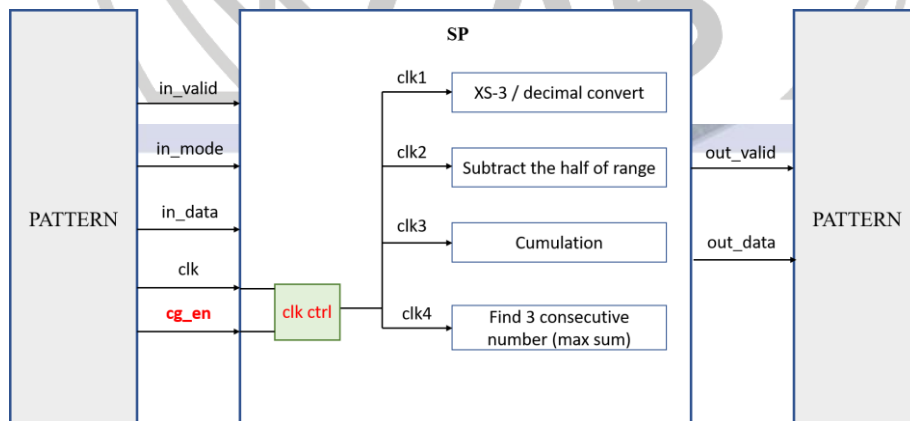 SP
PATTERN
in_valid
in_mode
in_data
clk
cg_en
clk ctrl
clk1
XS-3 / decimal convert
clk2
Subtract the half of range
clk3
Cumulation
clk4
Find 3 consecutive
number (max sum)
out_valid
out_data
PATTERN